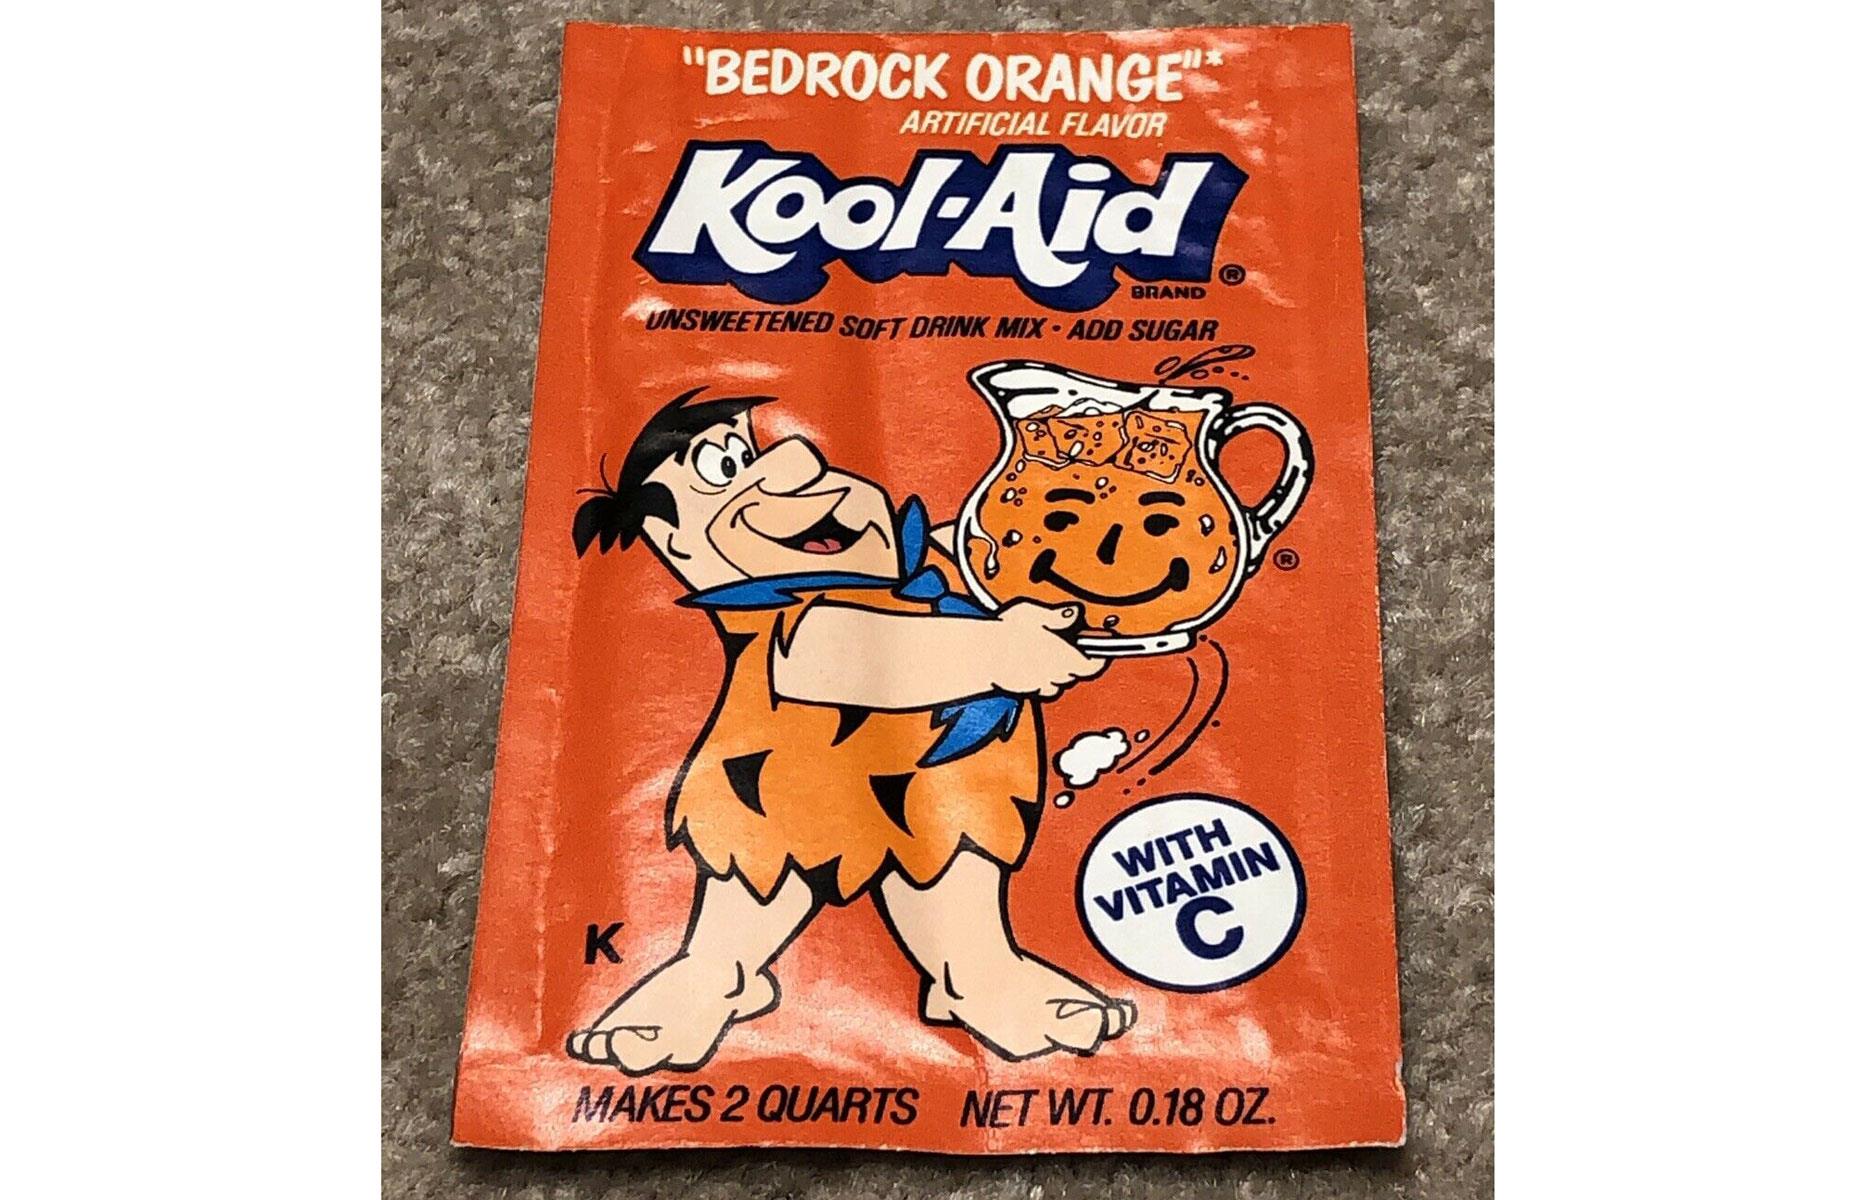 "BEDROCK ORANGE"*
ARTIFICIAL FLAVOR
Kool-Aid®
BRAND
UNSWEETENED SOFT DRINK MIX • ADD SUGAR
®
WITH
VITAMIN
C
K
MAKES 2 QUARTS NET WT. 0.18 OZ.